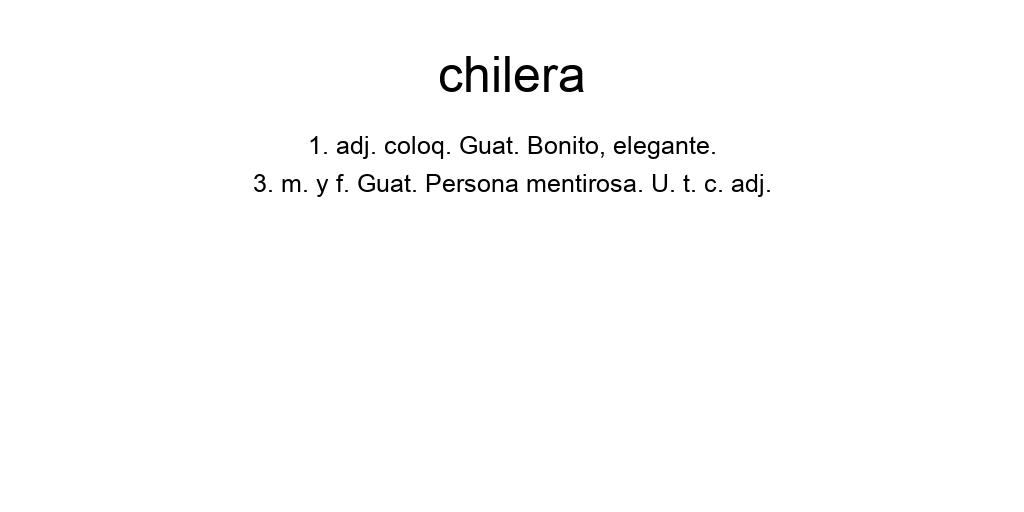 chilera
1. adj. coloq. Guat. Bonito, elegante.
3. m. y f. Guat. Persona mentirosa. U. t. c. adj.